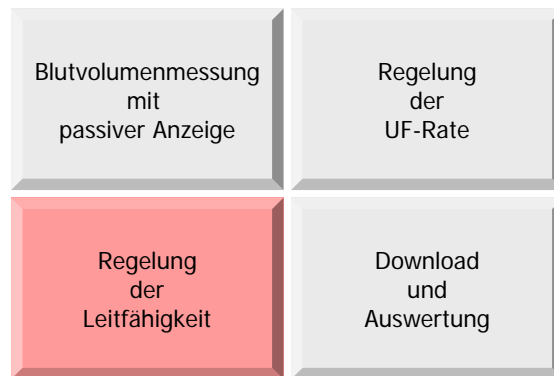 Blutvolumenmessung
mit
passiver Anzeige
Regelung
der
UF-Rate
Regelung
der
Leitfähigkeit
Download
und
Auswertung